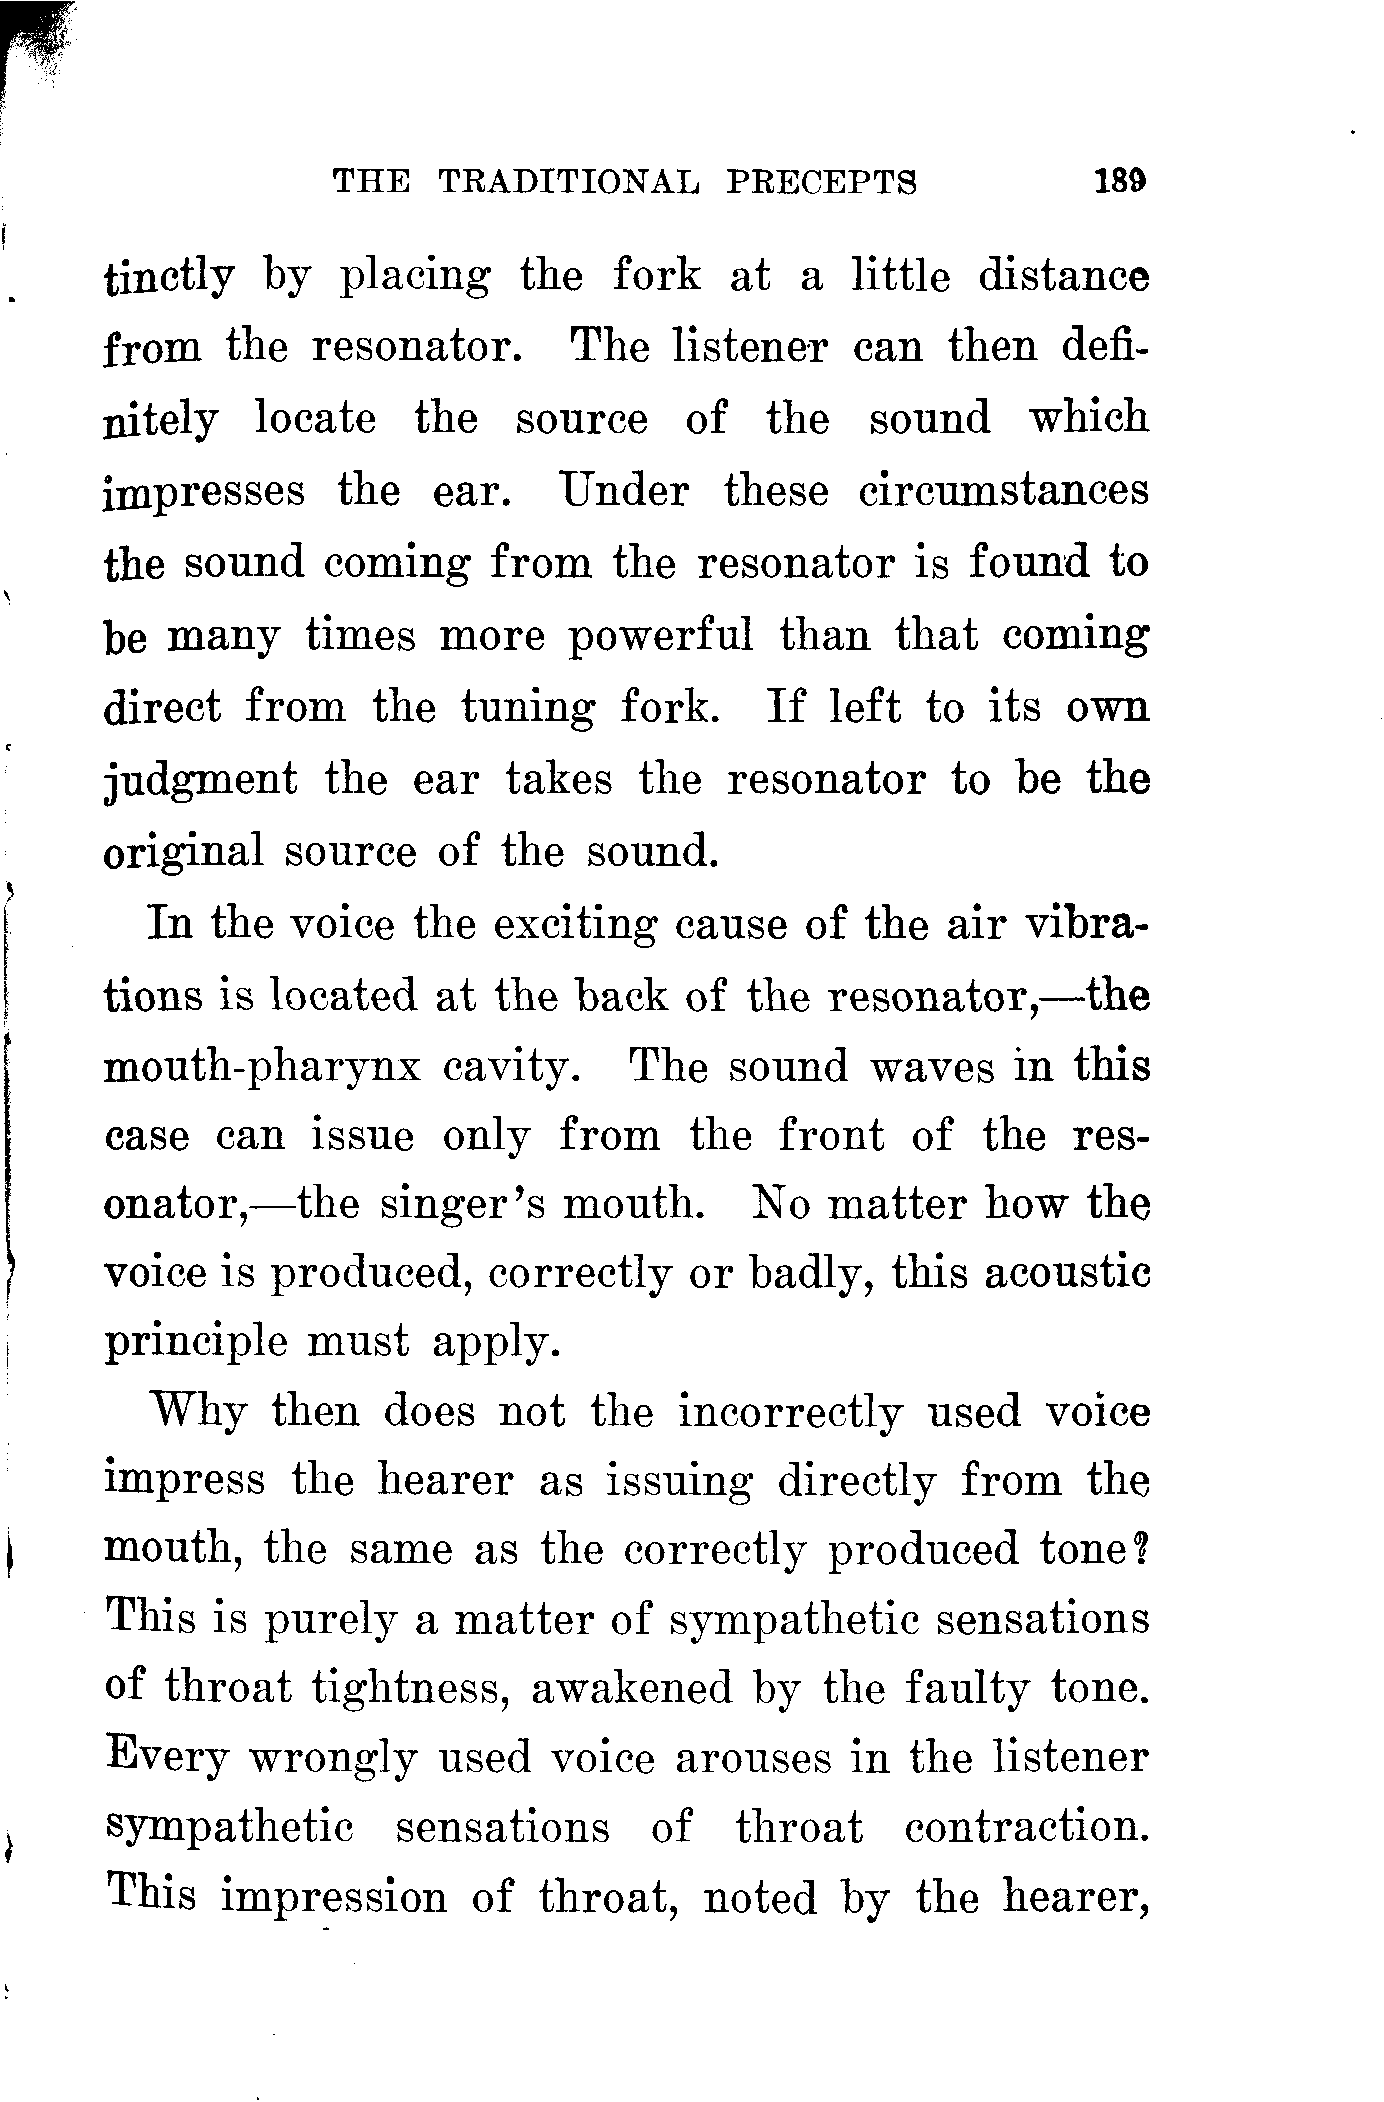 THE TRADITIONAL PRECEPTS 189
tinctly by placing the fork at a little distance
from the resonator. The listener can then defi-
nitely locate the source of the sound which
impresses the ear. Under these circumstances
the sound coming from the resonator is found to
be many times more powerful than that coming
direct from the tuning fork. If left to its own
judgment the ear takes the resonator to be the
original source of the sound.
In the voice the exciting cause of the air vibra-
tions is located at the back of the resonator,—the
mouth-pharynx cavity. The sound waves in this
case can issue only from the front of the res-
onator,—the singer's mouth. No matter how the
voice is produced, correctly or badly, this acoustic
principle must apply.
Why then does not the incorrectly used voice
impress the hearer as issuing directly from the
mouth, the same as the correctly produced tone?
This is purely a matter of sympathetic sensations
of throat tightness, awakened by the faulty tone.
Every wrongly used voice arouses in the listener
sympathetic sensations of throat contraction.
This impression of throat, noted by the hearer,